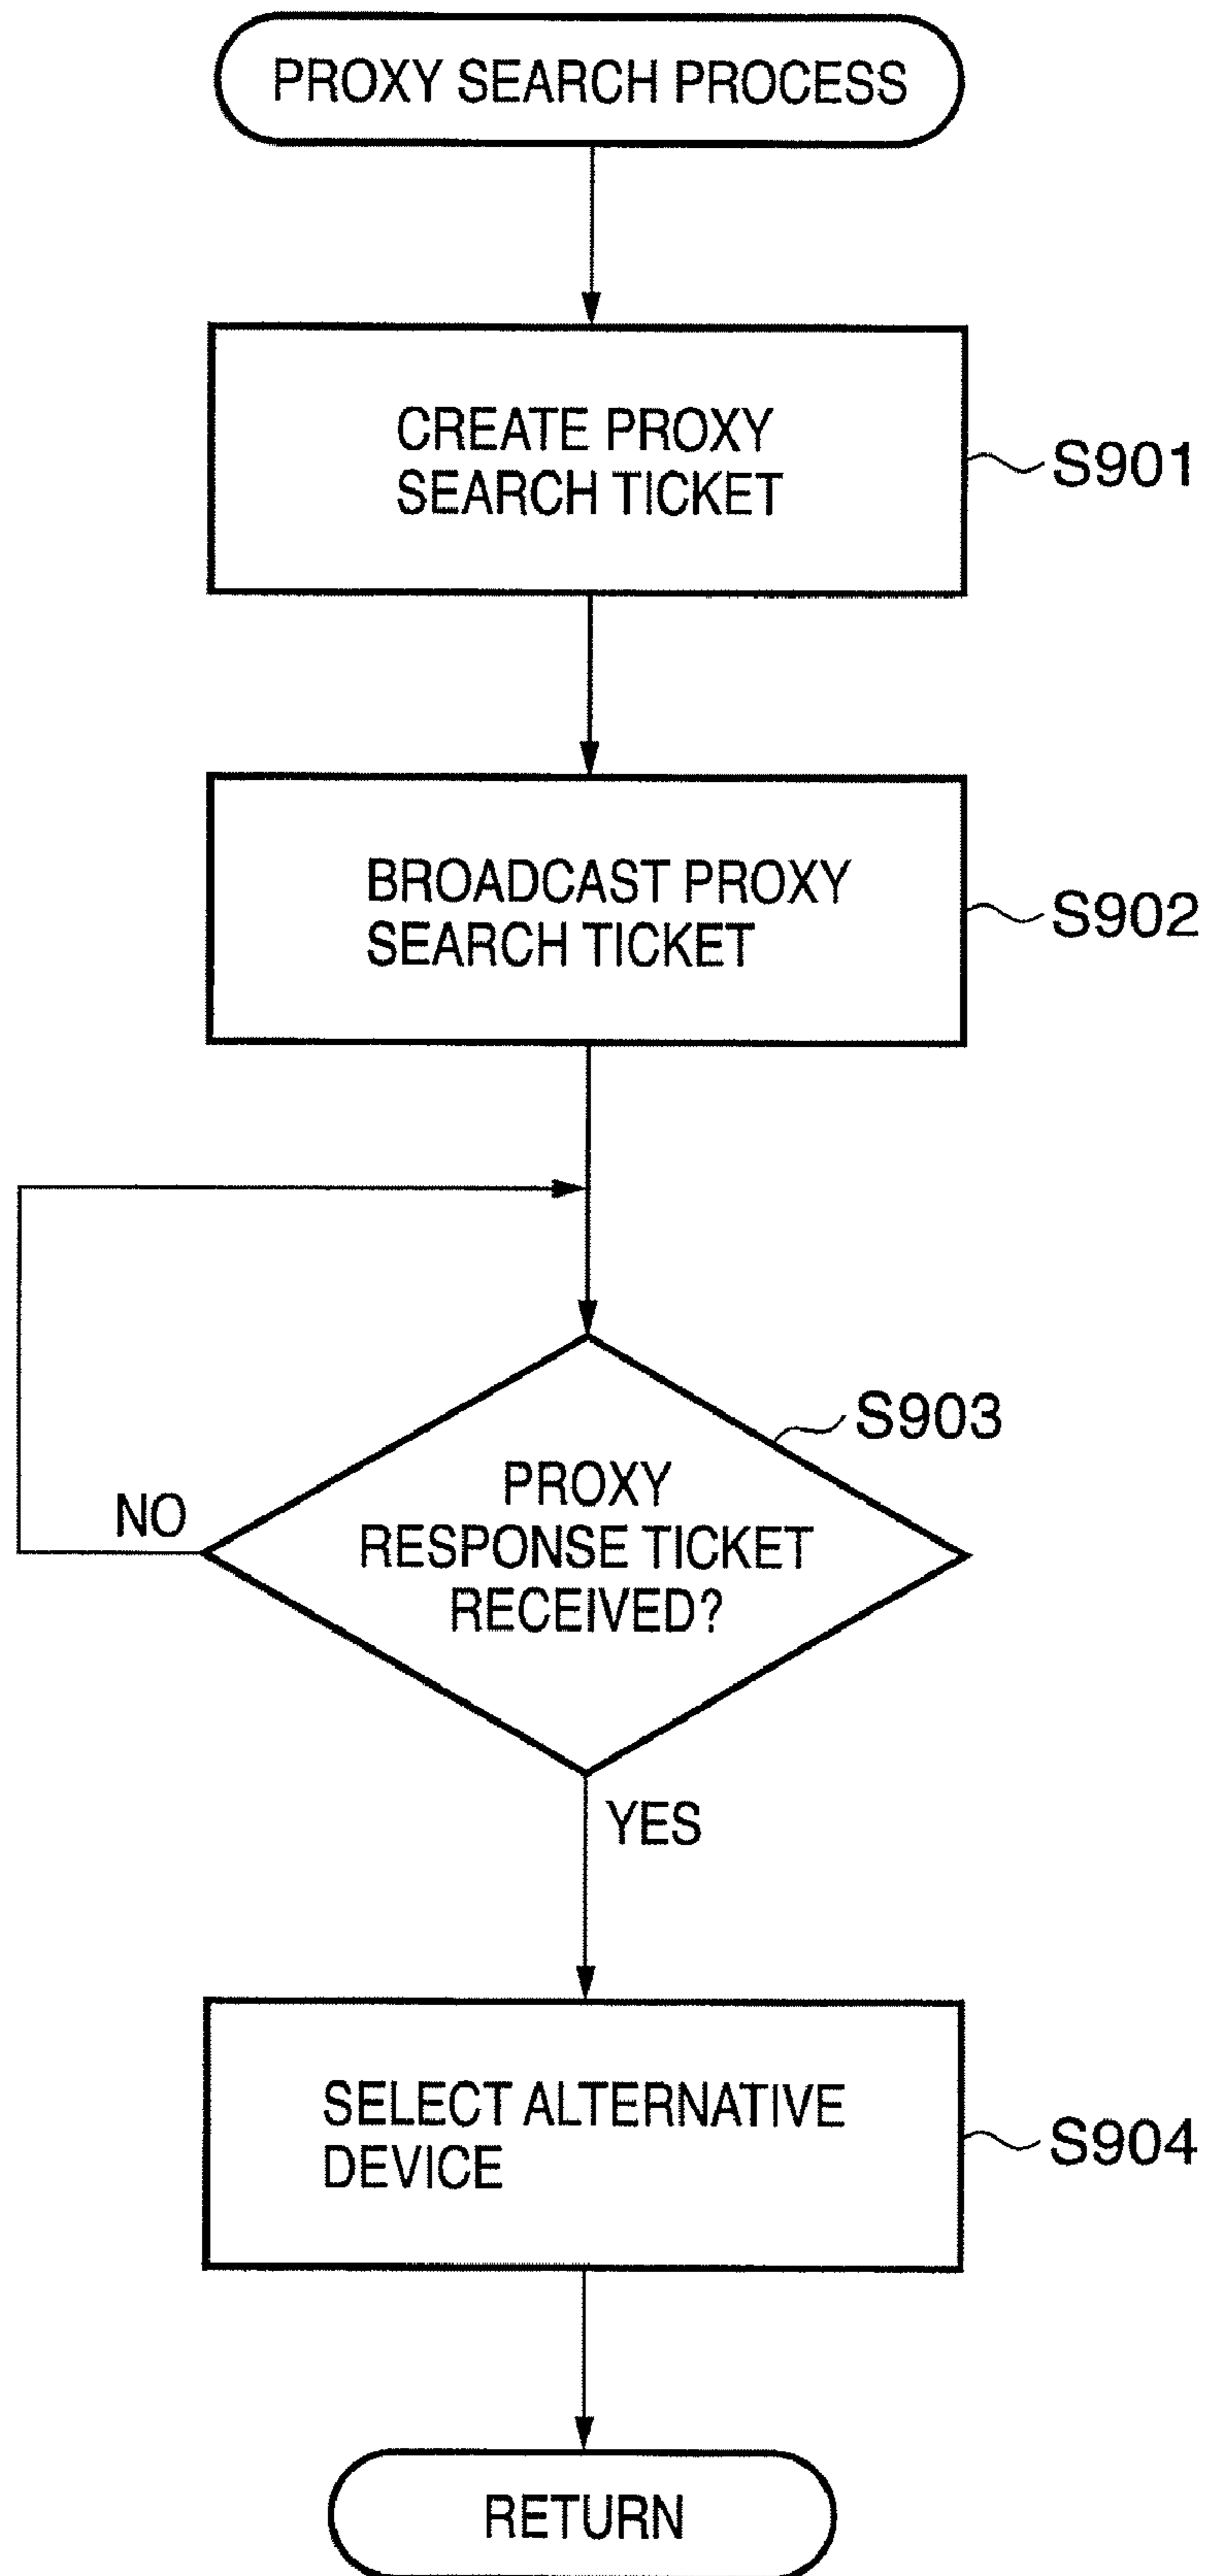 PROXY SEARCH PROCESS
CREATE PROXY
SEARCH TICKET
S901
BROADCAST PROXY
SEARCH TICKET
S902
S903
PROXY
RESPONSE TICKET
RECEIVED?
NO
YES
SELECT ALTERNATIVE
DEVICE
S904
RETURN